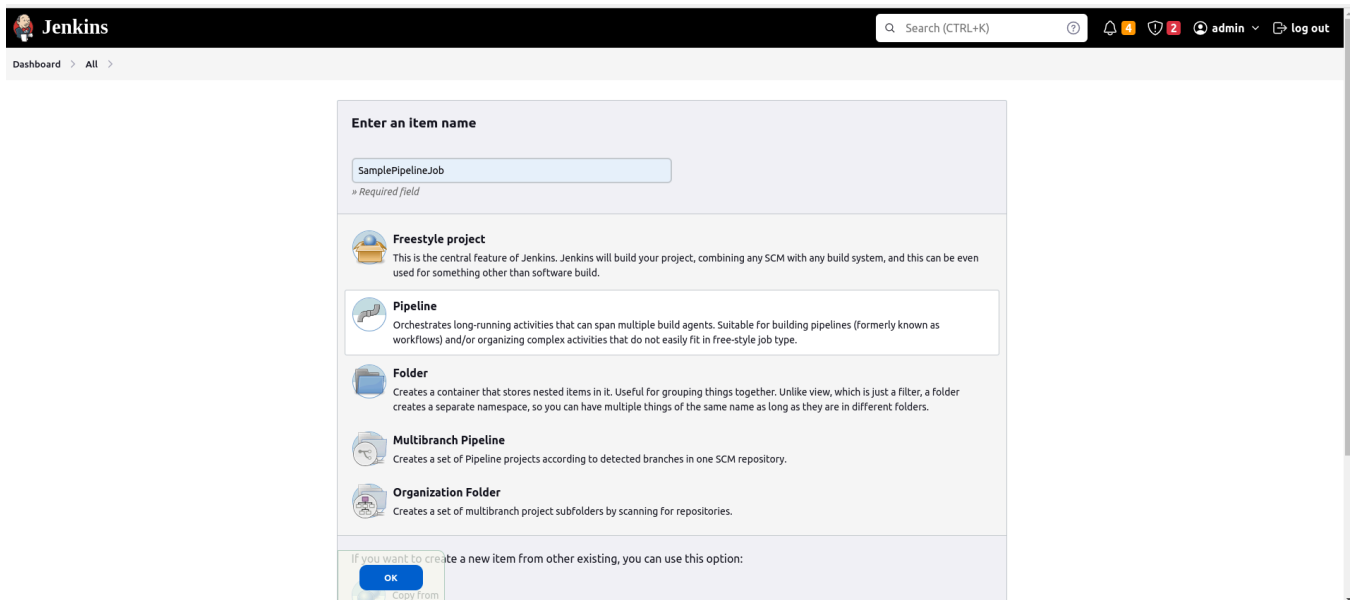 Jenkins
Search (CTRL+K)
?
4
2
admin
log out
Dashboard > All >
Enter an item name
SamplePipelineJob
» Required field
Freestyle project
This is the central feature of Jenkins. Jenkins will build your project, combining any SCM with any build system, and this can be even
used for something other than software build.
Pipeline
Orchestrates long-running activities that can span multiple build agents. Suitable for building pipelines (formerly known as
workflows) and/or organizing complex activities that do not easily fit in free-style job type.
Folder
Creates a container that stores nested items in it. Useful for grouping things together. Unlike view, which is just a filter, a folder
creates a separate namespace, so you can have multiple things of the same name as long as they are in different folders.
Multibranch Pipeline
Creates a set of Pipeline projects according to detected branches in one SCM repository.
Organization Folder
Creates a set of multibranch project subfolders by scanning for repositories.
If you want to create a new item from other existing, you can use this option:
OK
Copy from